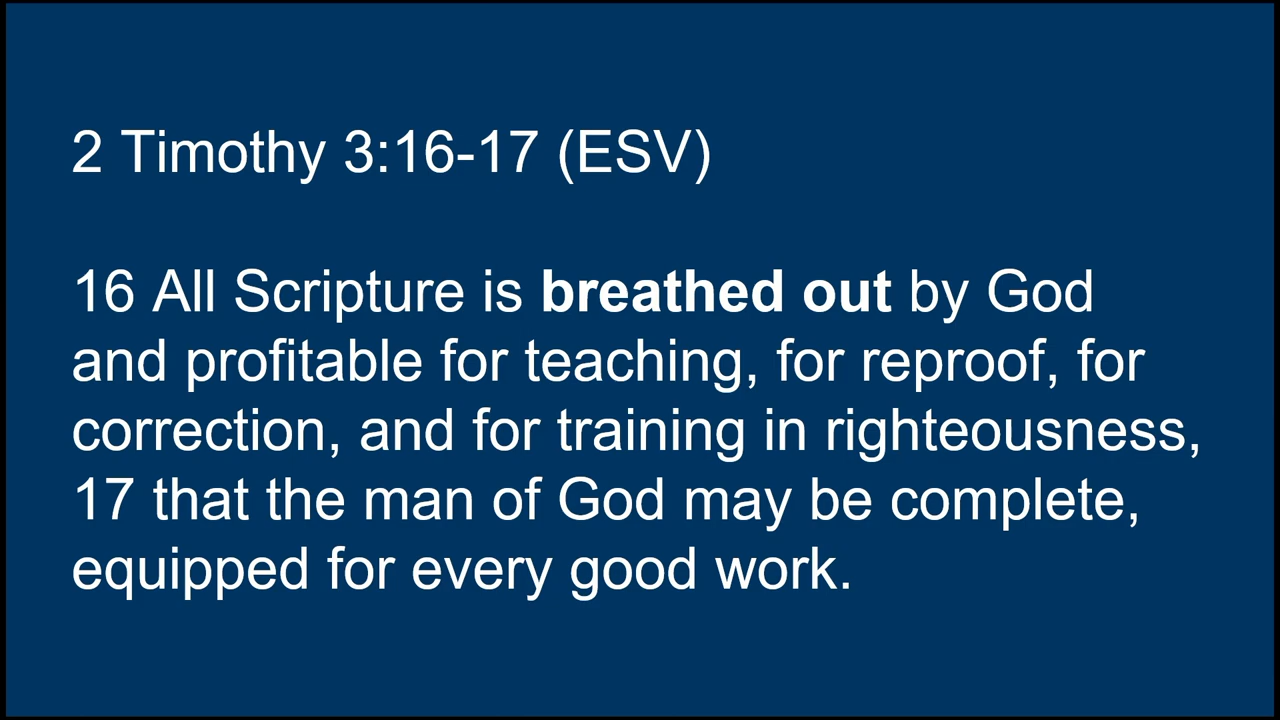 2 Timothy 3:16-17 (ESV)
16 All Scripture is breathed out by God
and profitable for teaching, for reproof, for
correction, and for training in righteousness,
17 that the man of God may be complete,
equipped for every good work.